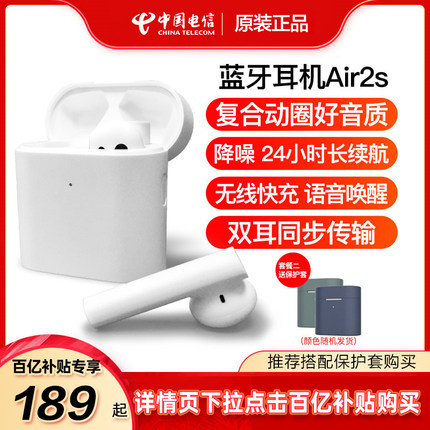 中国电信 原装正品
CHINA TELECOM
蓝牙耳机Air2s
复合动圈好音质
降噪 24小时长续航
无线快充 语音唤醒
双耳同步传输
套餐二
送保护套
(颜色随机发货)
推荐搭配保护套购买
百亿补贴专享
189起
详情页下拉点击百亿补贴购买